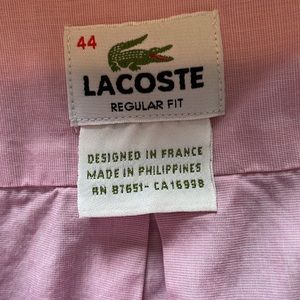 44
LACOSTE
REGULAR FIT
DESIGNED IN FRANCE
MADE IN PHILIPPINES
RN 87651- CA16998